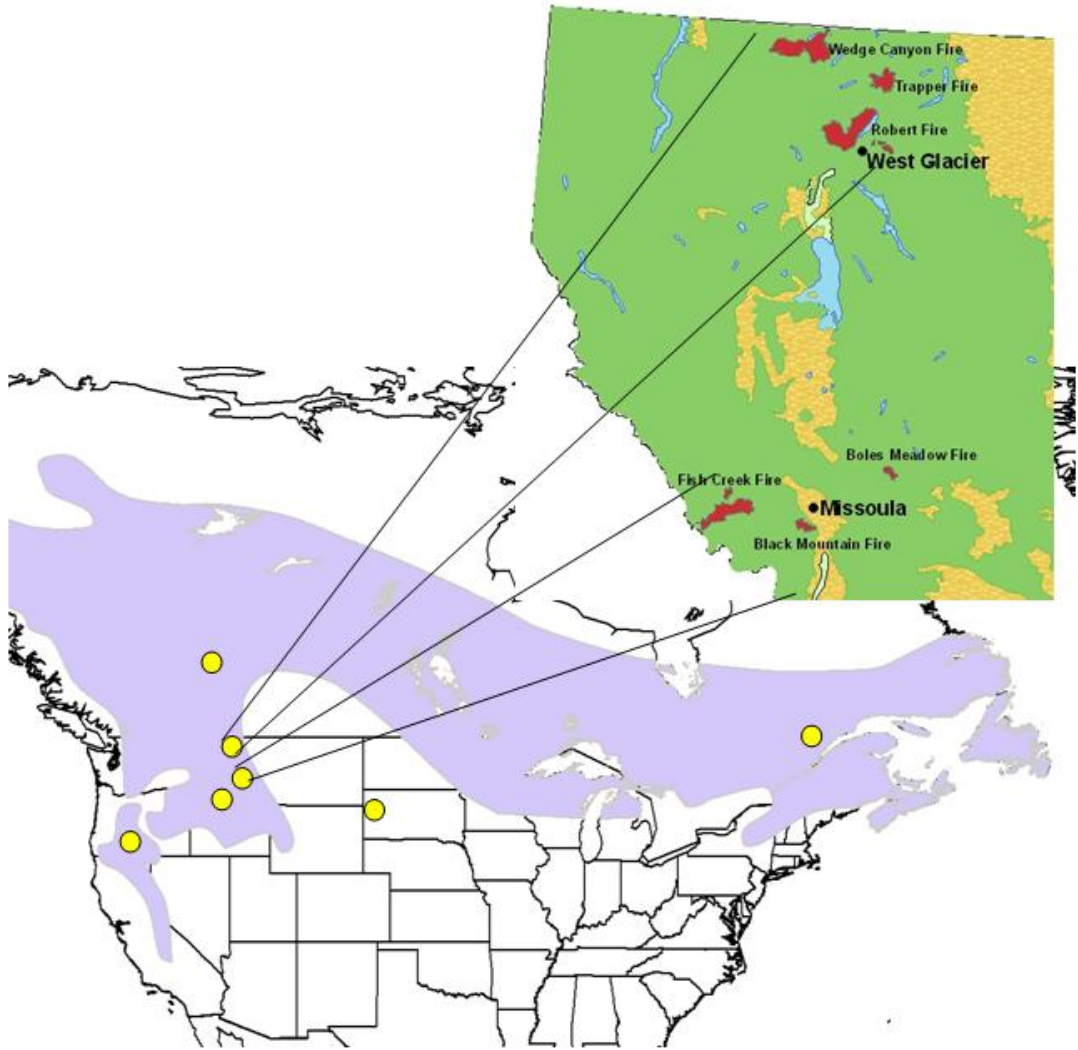 Wedge Canyon Fire
Trapper Fire
Robert Fire
West Glacier
Boles Meadow Fire
Fish Creek Fire
Missoula
Black Mountain Fire